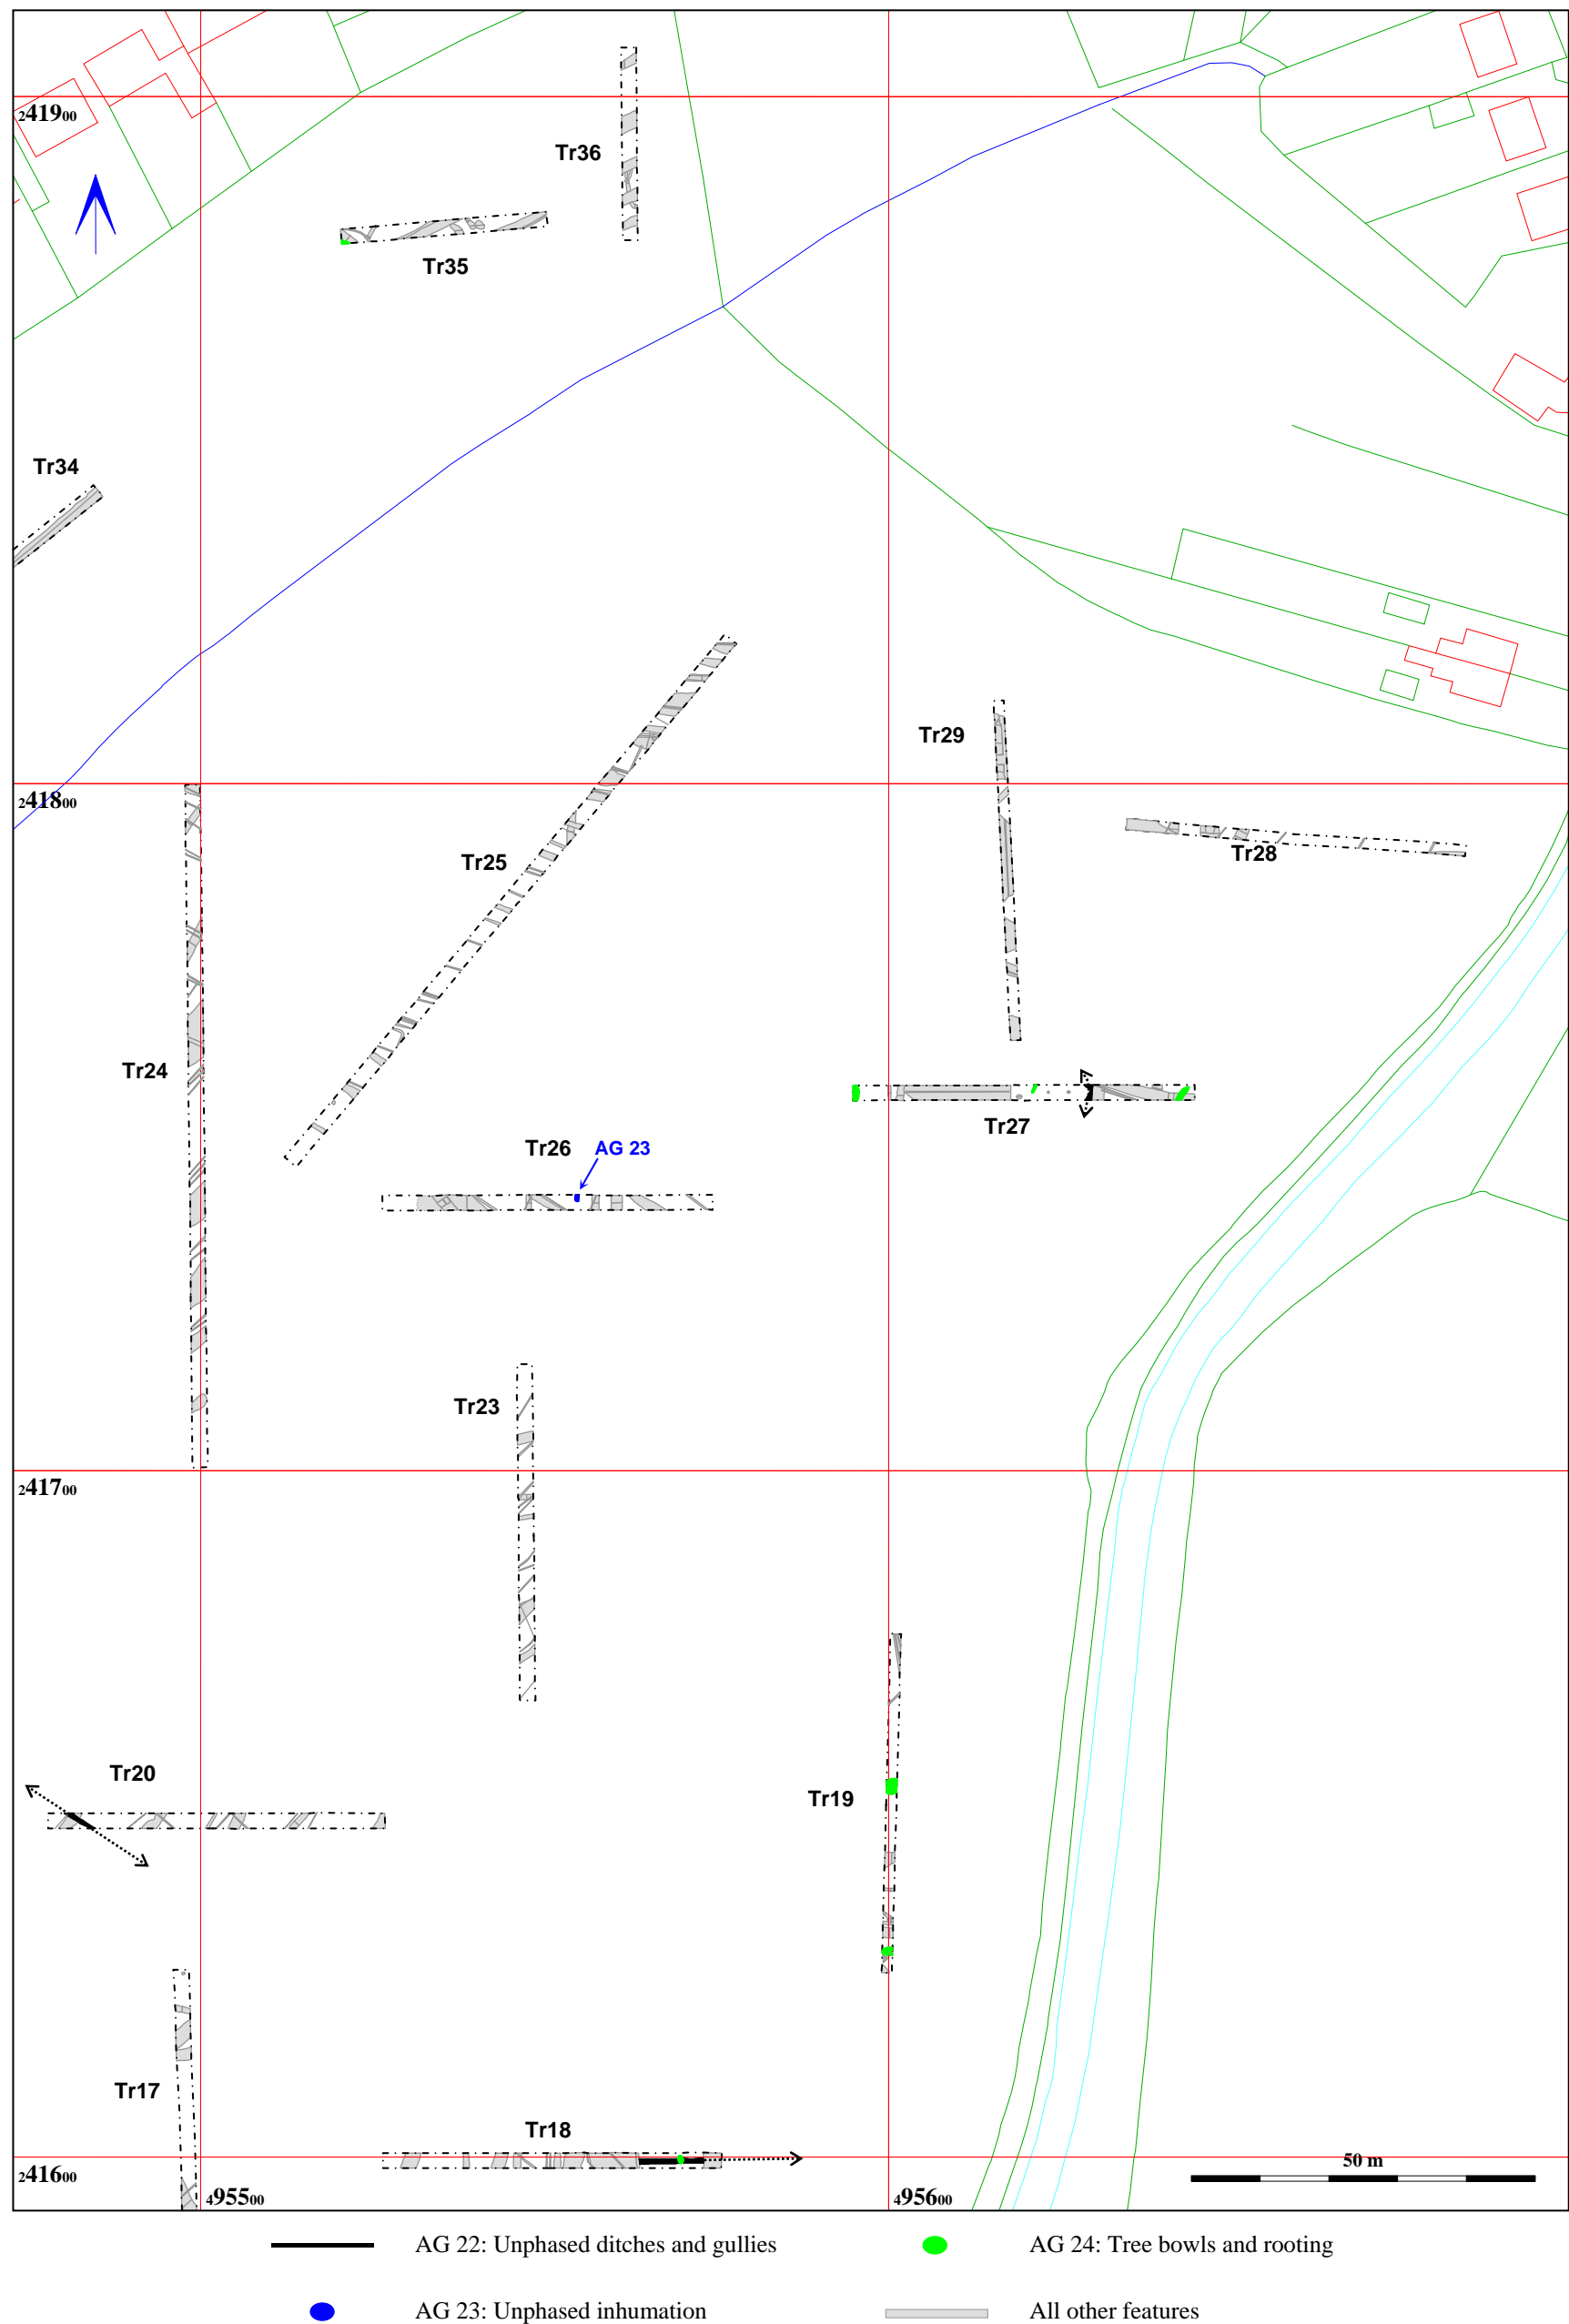 241900
Tr36
Tr35
Tr34
Tr29
241800
Tr25
Tr28
Tr24
Tr27
Tr26 AG 23
Tr23
241700
Tr20
Tr19
Tr17
Tr18
241600
50 m
495500
495600
AG 22: Unphased ditches and gullies
AG 24: Tree bowls and rooting
AG 23: Unphased inhumation
All other features